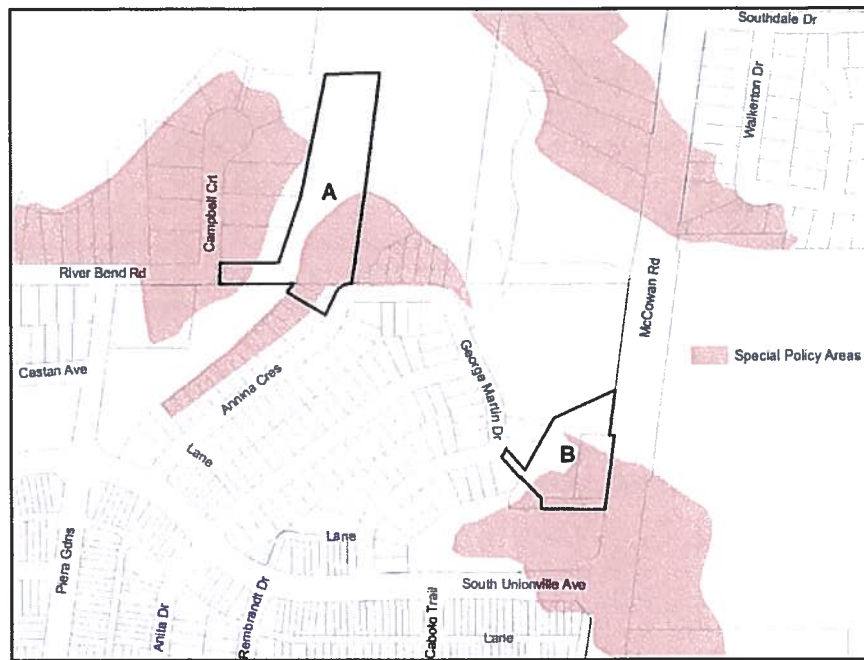 Southdale Dr
Walkerton Dr
A
Campbell Crt
River Bend Rd
McCowan Rd
Special Policy Areas
Castan Ave
Annina Cres
George Martin Dr
Lane
B
Lane
Piera Gdns
South Unionville Ave
Anita Dr
Rembrandt Dr
Caboto Trail
Lane